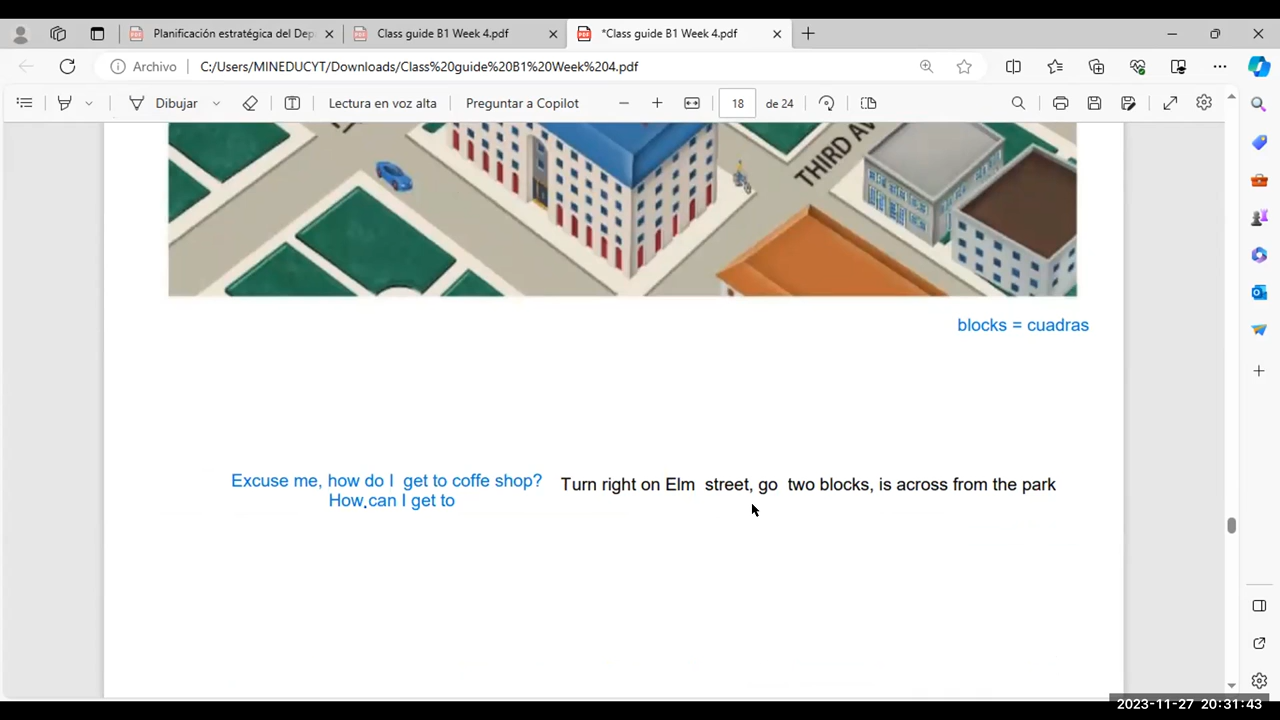 Planificación estratégica del Dep
Class guide B1 Week 4.pdf
*Class guide B1 Week 4.pdf
Archivo
C:/Users/MINEDUCYT/Downloads/Class%20guide%20B1%20Week%204.pdf
Dibujar
Lectura en voz alta
Preguntar a Copilot
18
de 24
THIRD AV
blocks = cuadras
Excuse me, how do I get to coffe shop?
How can I get to
Turn right on Elm street, go two blocks, is across from the park
2023-11-27 20:31:43